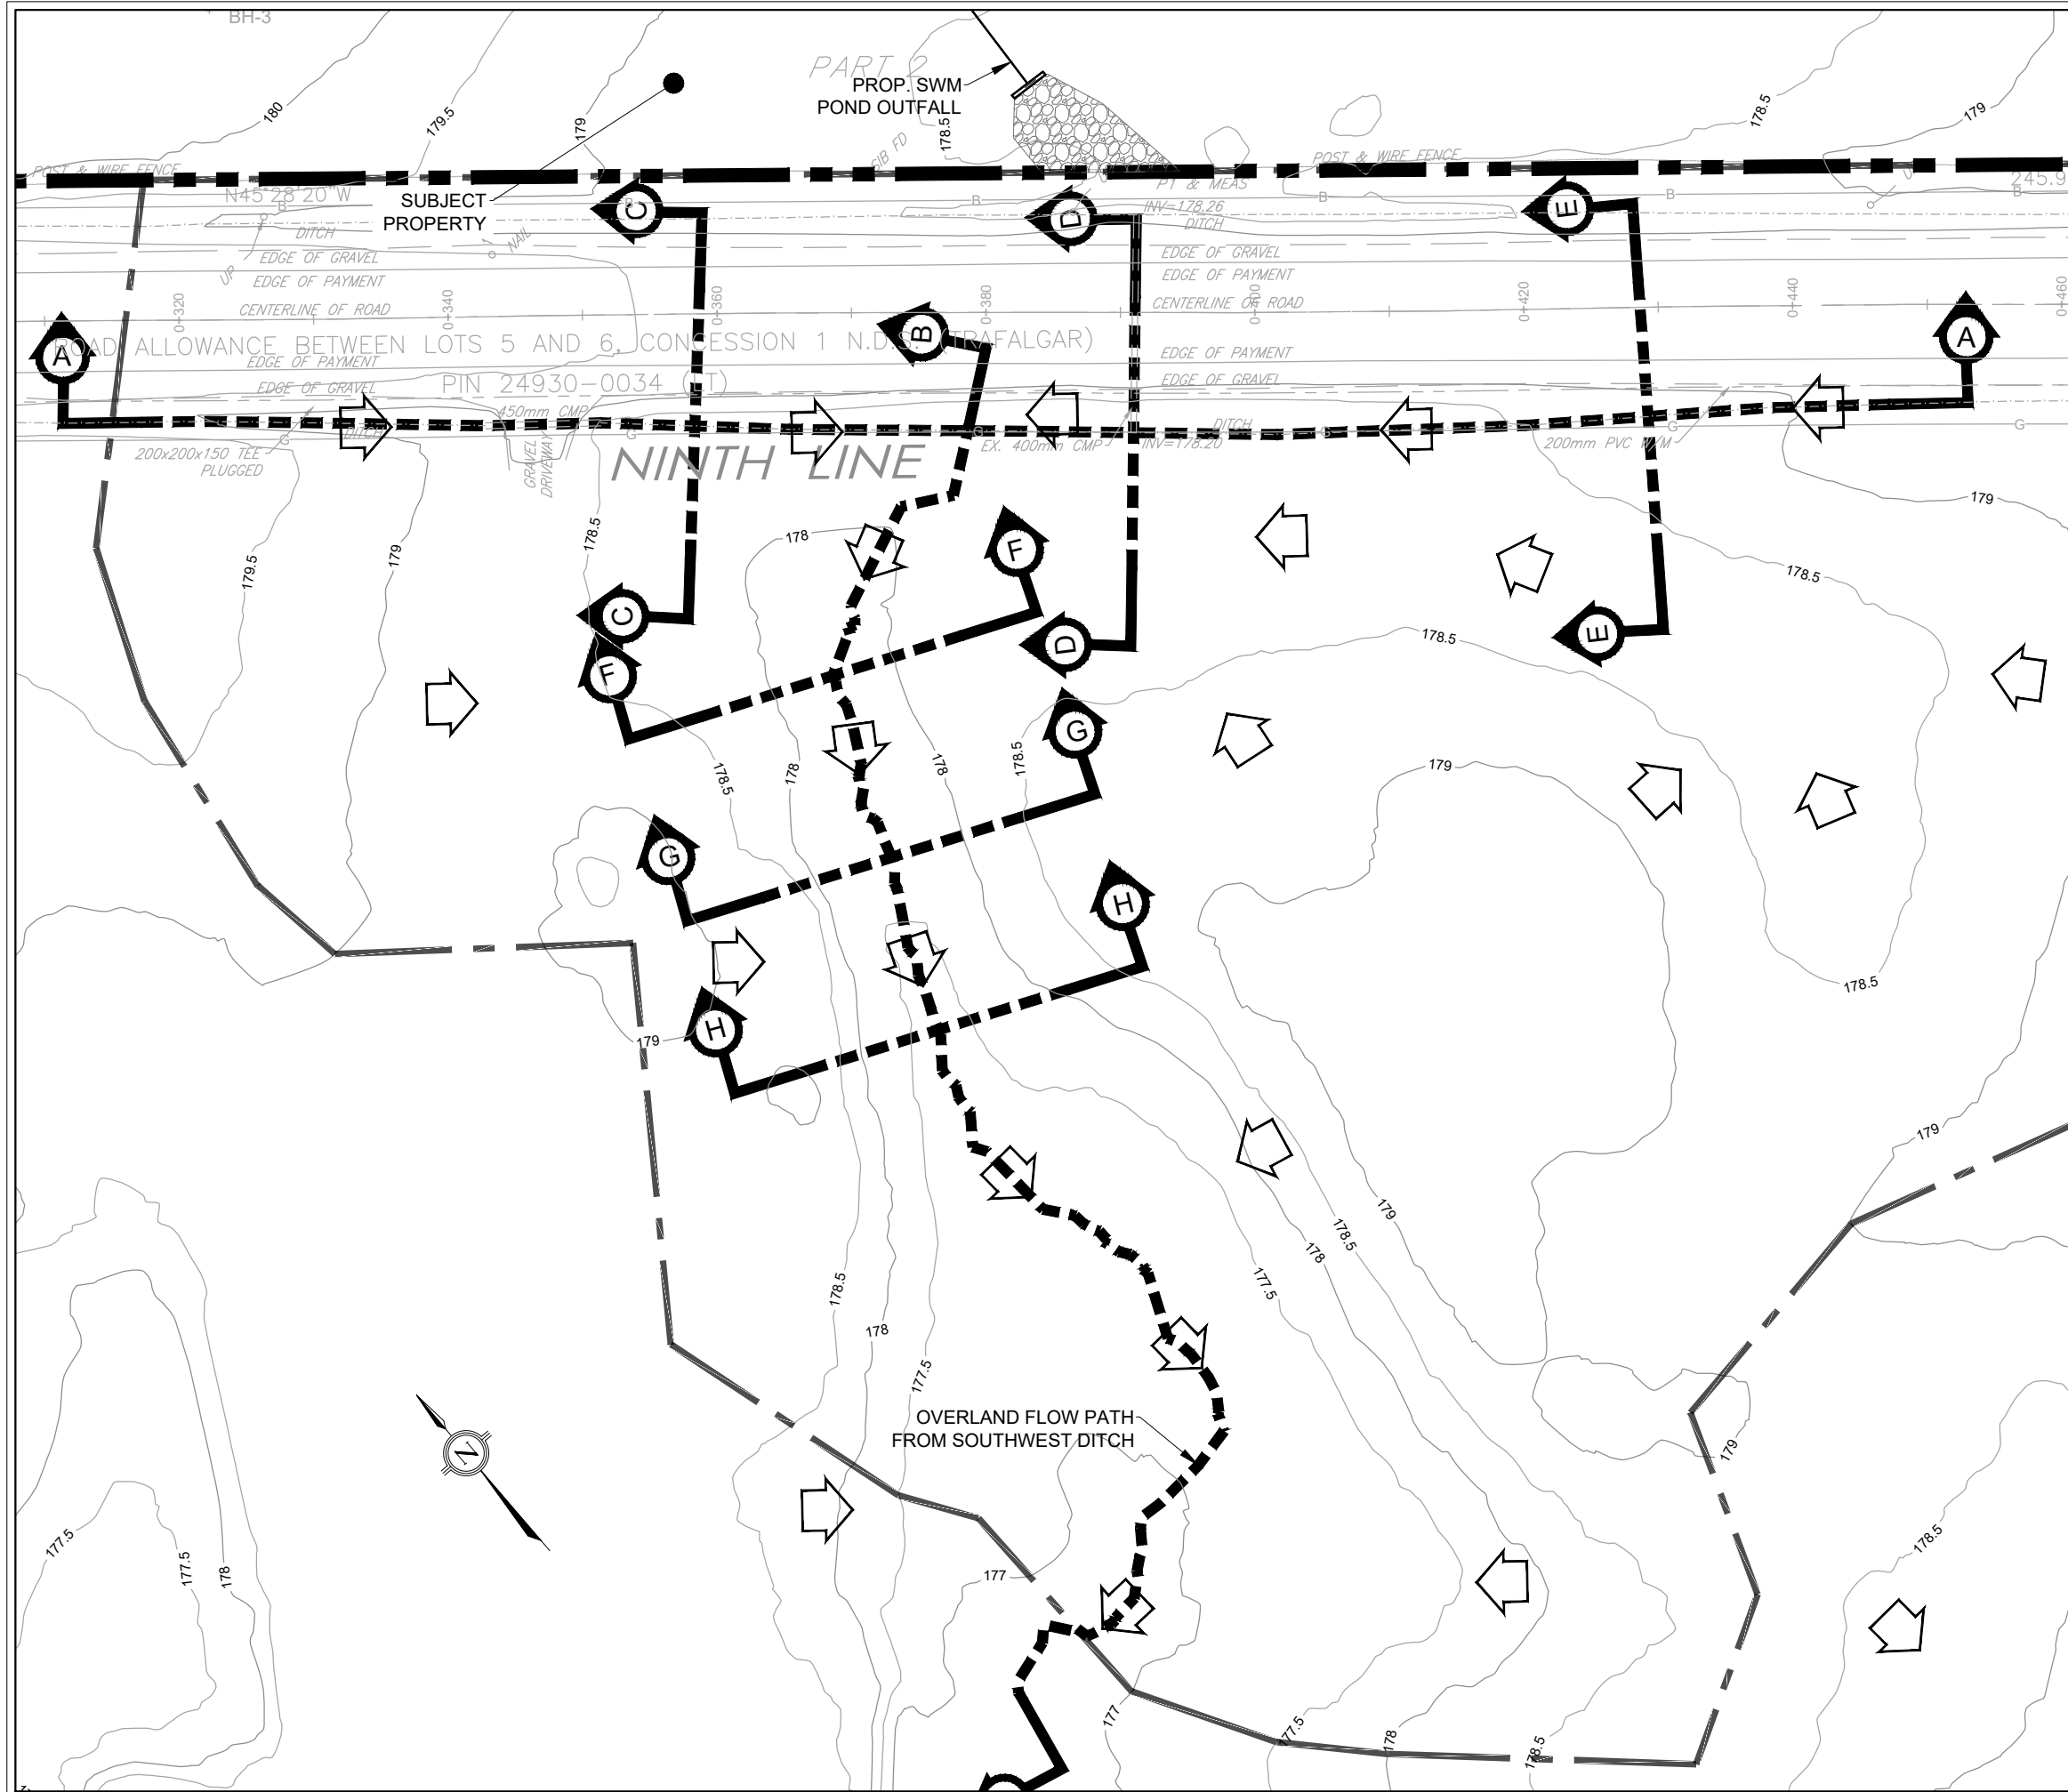 BH-3
PART 2
PROP. SWM
POND OUTFALL
180
179.5
179
178.5
178.5
179
POST & WIRE FENCE
SIB FD
POST & WIRE FENCE
N45°28'20"W
SUBJECT
PROPERTY
PT & MEAS
245.9
B
B
B
B
B
B
INV=178.26
C
D
E
DITCH
DITCH
NAIL
UP
EDGE OF GRAVEL
EDGE OF GRAVEL
EDGE OF PAYMENT
EDGE OF PAYMENT
0+320
0+340
0+360
0+380
0+400
0+420
0+440
0+460
CENTERLINE OF ROAD
CENTERLINE OF ROAD
A
B
A
ROAD ALLOWANCE BETWEEN LOTS 5 AND 6, CONCESSION 1 N.D.S. (TRAFALGAR)
EDGE OF PAYMENT
EDGE OF PAYMENT
EDGE OF GRAVEL
PIN 24930-0034 (LT)
EDGE OF GRAVEL
450mm CMP
DITCH
DITCH
G
G
G
G
G
G
200x200x150 TEE
PLUGGED
GRAVEL
DRIVEWAY
NINTH LINE
EX. 400mm CMP
INV=178.20
200mm PVC W/M
179
179.5
179
178.5
178
178.5
F
C
D
E
178.5
F
G
178.5
178
178
178.5
179
G
H
178.5
H
179
179
179
178.5
178
177.5
178.5
178
177.5
OVERLAND FLOW PATH
FROM SOUTHWEST DITCH
179
N
177.5
177.5
178
177
178.5
177
177.5
178
178.5